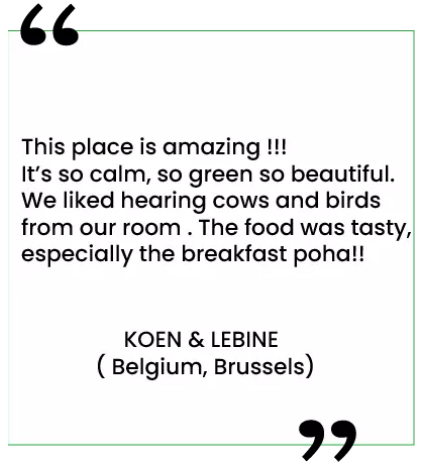 “
This place is amazing !!!
It’s so calm, so green so beautiful.
We liked hearing cows and birds
from our room . The food was tasty,
especially the breakfast poha!!
KOEN & LEBINE
( Belgium, Brussels)
”